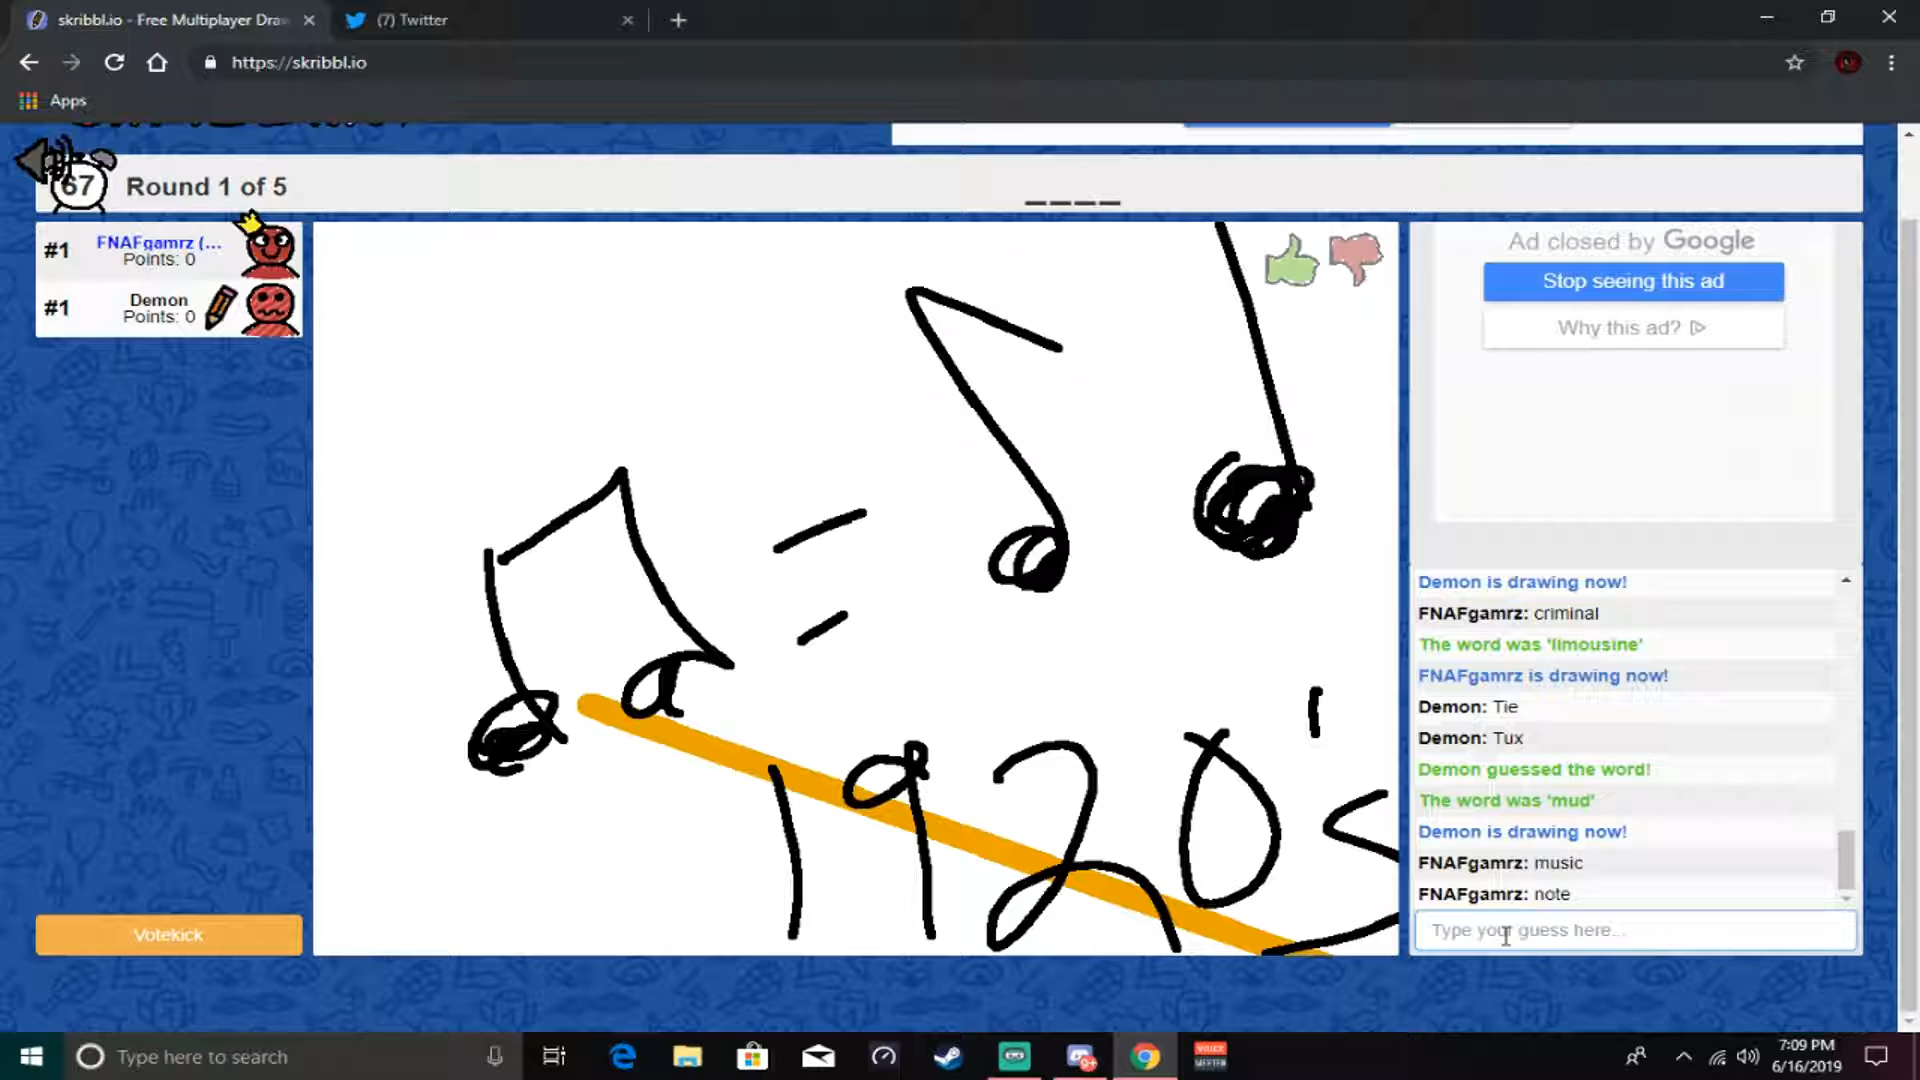 skribbl.io - Free Multiplayer Dra
(7) Twitter
https://skribbl.io
Apps
67
Round 1 of 5
____
#1
FNAFgamrz (...
Points: 0
#1
Demon
Points: 0
Votekick
1920's
Ad closed by Google
Stop seeing this ad
Why this ad?
Demon is drawing now!
FNAFgamrz: criminal
The word was 'limousine'
FNAFgamrz is drawing now!
Demon: Tie
Demon: Tux
Demon guessed the word!
The word was 'mud'
Demon is drawing now!
FNAFgamrz: music
FNAFgamrz: note
Type your guess here...
Type here to search
VOICE
MEETER
7:09 PM
6/16/2019